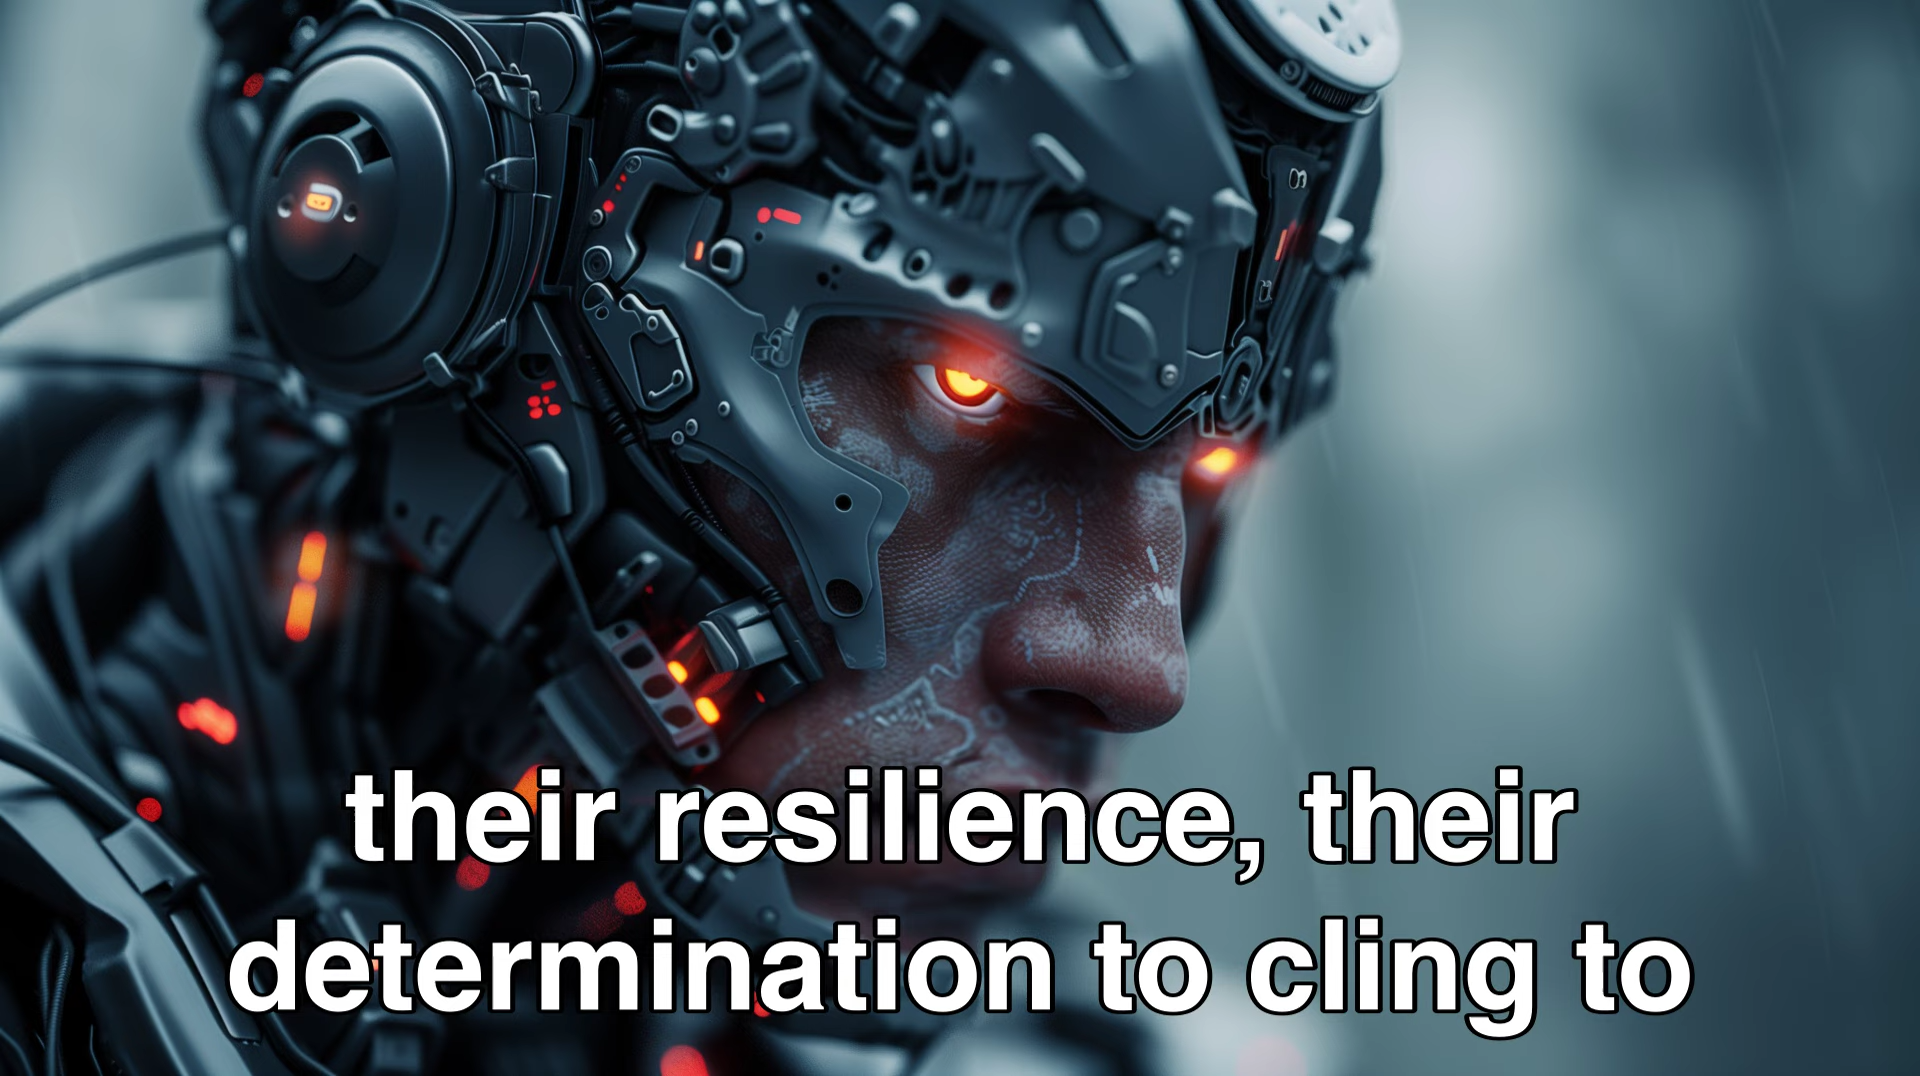 their resilience, their
determination to cling to